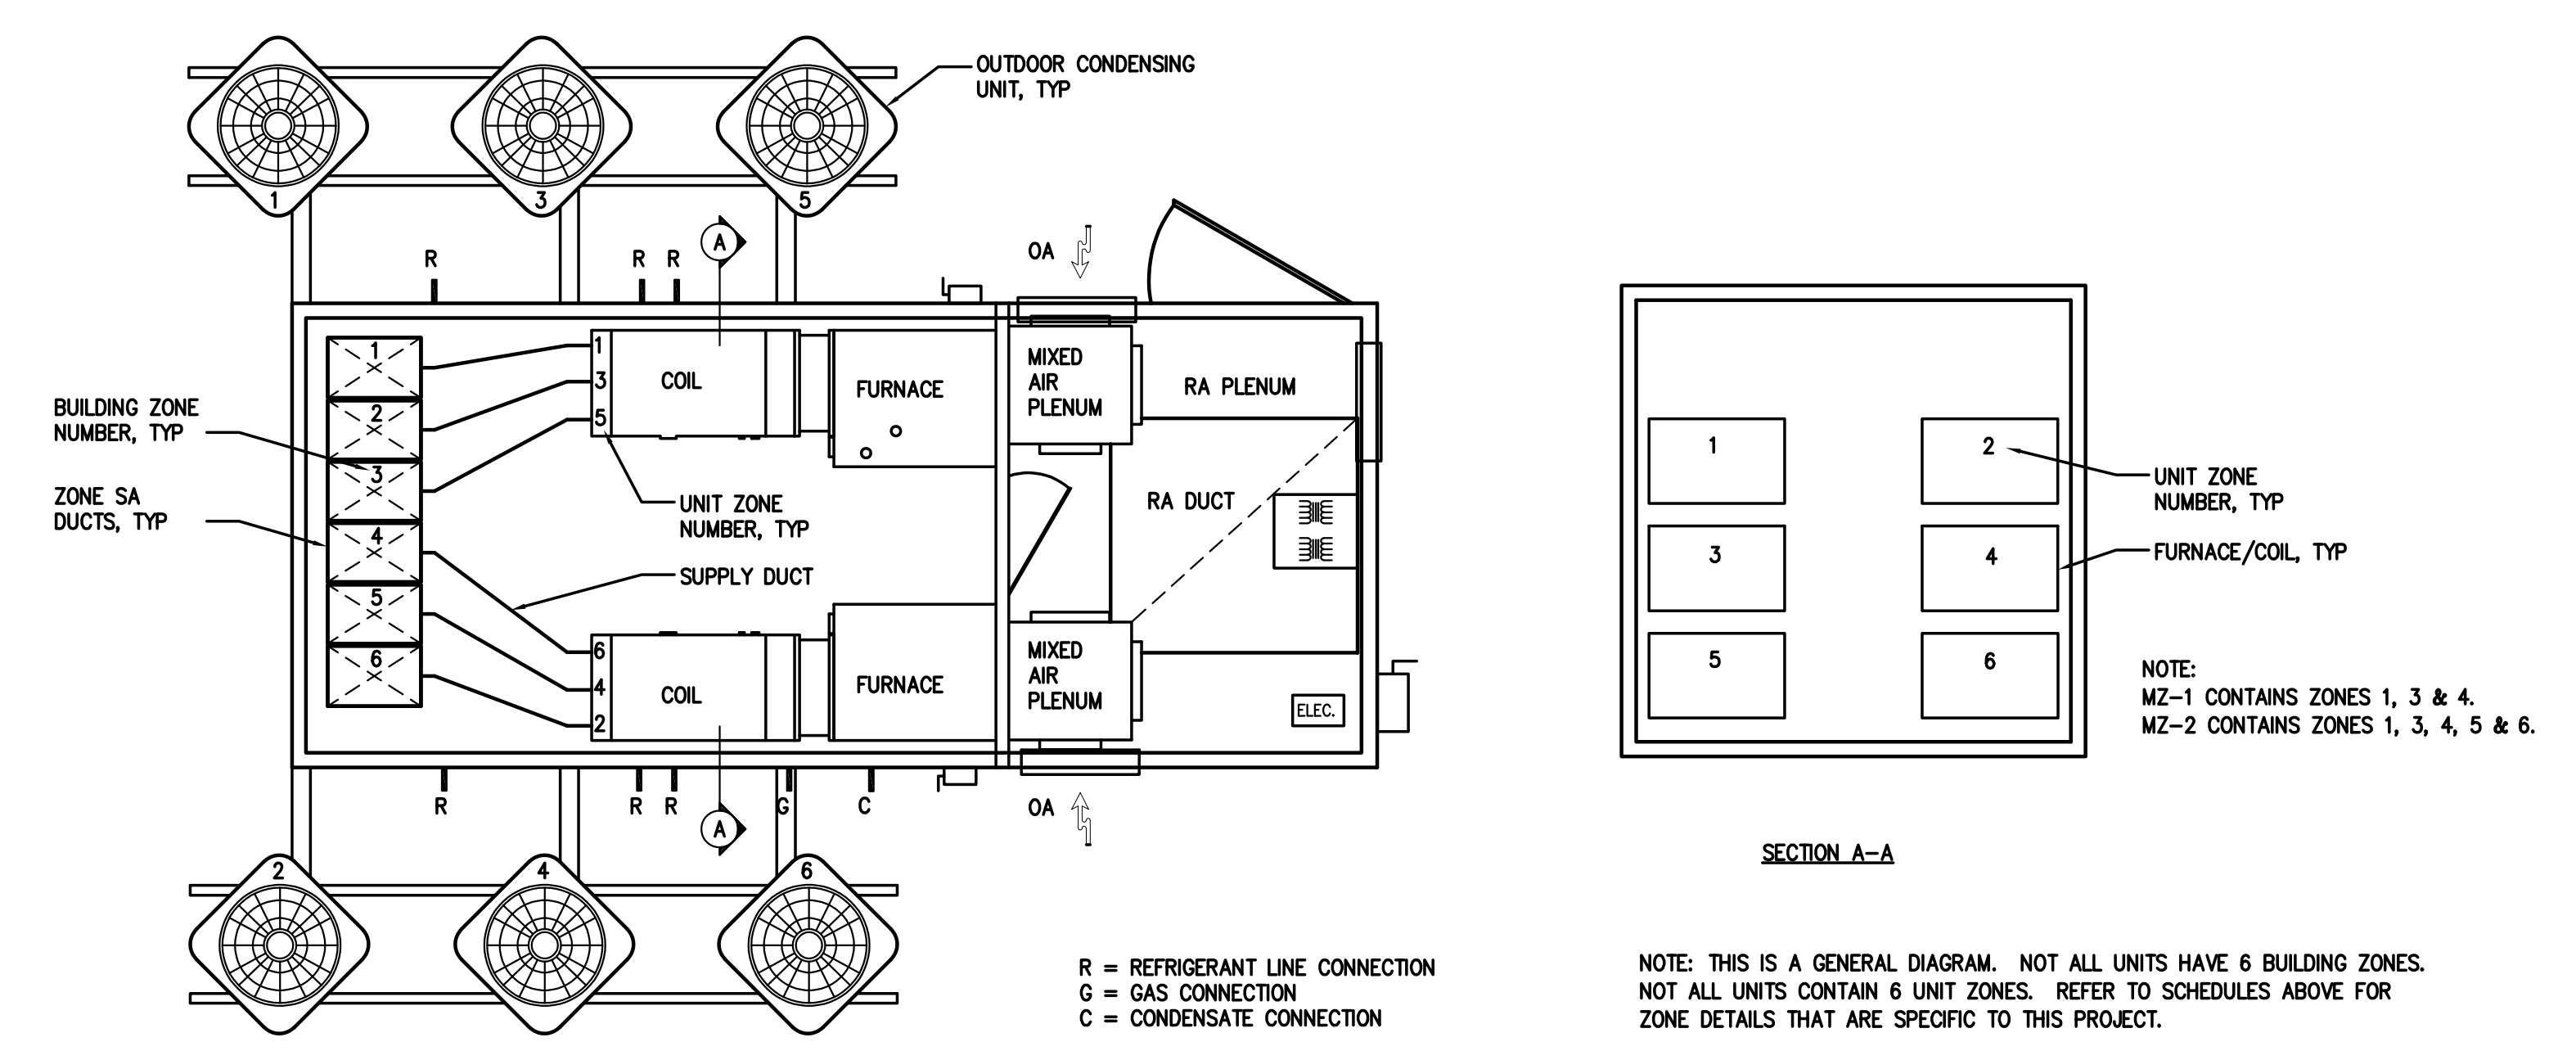 OUTDOOR CONDENSING
UNIT, TYP
1
3
5
R
R
R
A
OA
1
2
3
4
5
6
1
3
5
COIL
FURNACE
MIXED
AIR
PLENUM
RA PLENUM
BUILDING ZONE
NUMBER, TYP
ZONE SA
DUCTS, TYP
UNIT ZONE
NUMBER, TYP
RA DUCT
SUPPLY DUCT
6
4
2
COIL
FURNACE
MIXED
AIR
PLENUM
ELEC.
R
R
R
G
C
A
OA
2
4
6
R = REFRIGERANT LINE CONNECTION
G = GAS CONNECTION
C = CONDENSATE CONNECTION
1
2
3
4
5
6
UNIT ZONE
NUMBER, TYP
FURNACE/COIL, TYP
NOTE:
MZ-1 CONTAINS ZONES 1, 3 & 4.
MZ-2 CONTAINS ZONES 1, 3, 4, 5 & 6.
SECTION A-A
NOTE: THIS IS A GENERAL DIAGRAM. NOT ALL UNITS HAVE 6 BUILDING ZONES.
NOT ALL UNITS CONTAIN 6 UNIT ZONES. REFER TO SCHEDULES ABOVE FOR
ZONE DETAILS THAT ARE SPECIFIC TO THIS PROJECT.